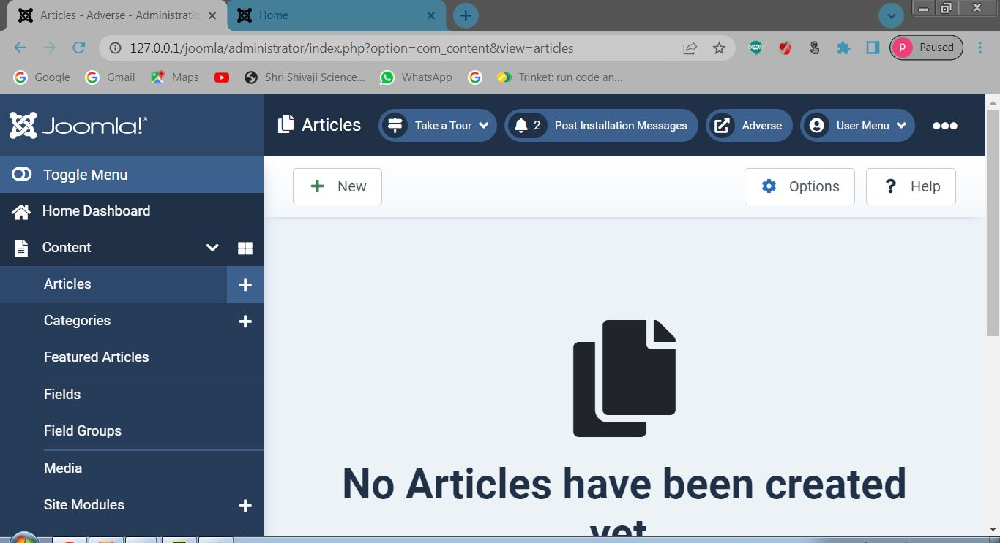 Articles - Adverse - Administratio
Home
127.0.0.1/joomla/administrator/index.php?option=com_content&view=articles
P Paused
Google Gmail Maps Shri Shivaji Science... WhatsApp Trinket: run code an...
Joomla!®
Articles Take a Tour 2 Post Installation Messages Adverse User Menu
Toggle Menu
New Options ? Help
Home Dashboard
Content
Articles
Categories
Featured Articles
Fields
Field Groups
Media
Site Modules
No Articles have been created
yet